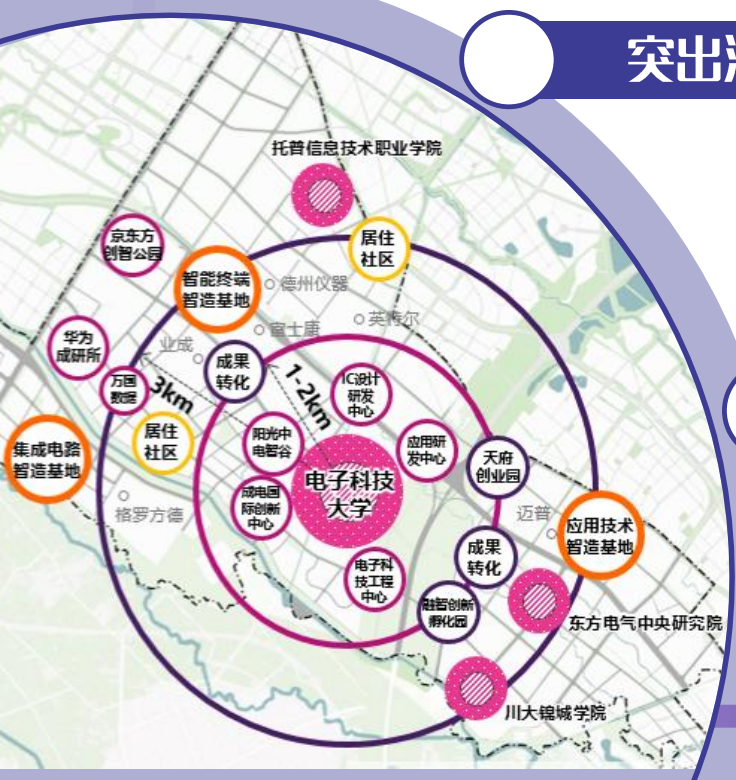 突出
托普信息技术职业学院
京东方
创智公园
居住
社区
智能终端
智造基地
德州仪器
英特尔
富士康
华为
成研所
业成
成果
转化
1-2km
IC设计
研发
中心
万国
数据
3km
居住
社区
阳光中
电智谷
应用研
发中心
集成电路
智造基地
电子科技
大学
天府
创业园
成电国
际创新
中心
格罗方德
迈普
应用技术
智造基地
成果
转化
电子科
技工程
中心
融智创新
孵化园
东方电气中央研究院
川大锦城学院